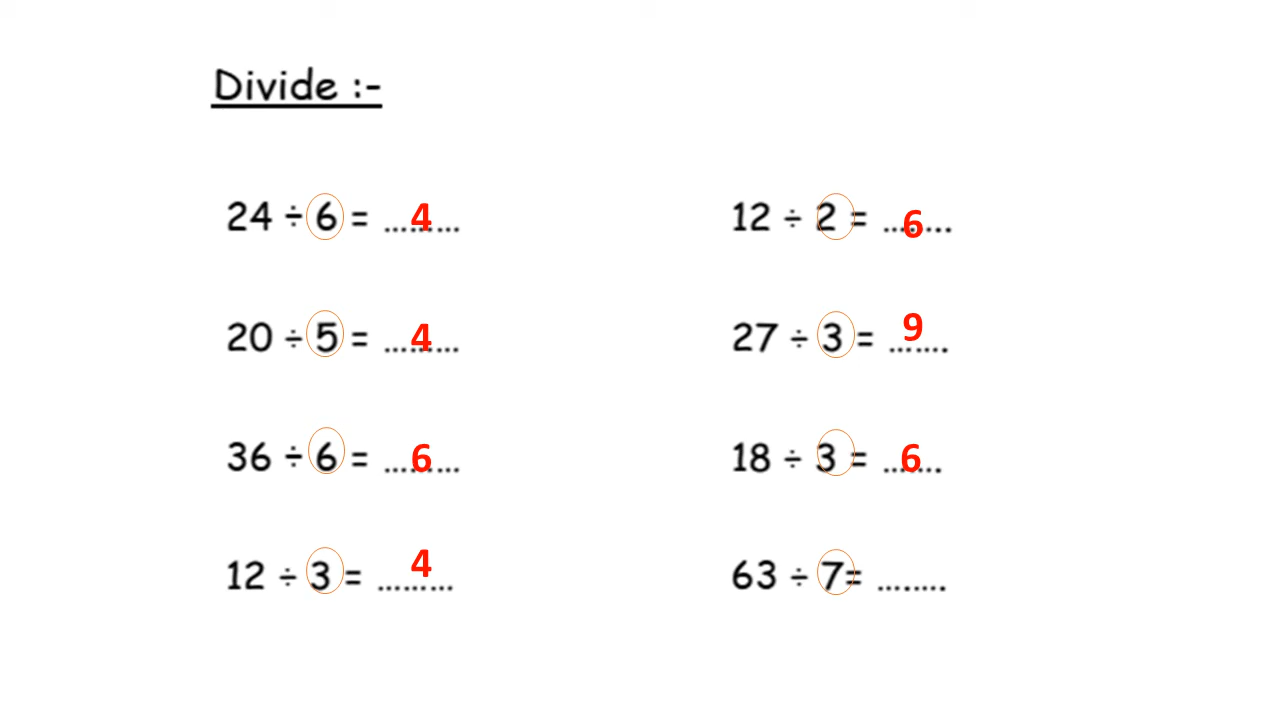 Divide :-
24 ÷ 6 = ...4...
12 ÷ 2 = ...6...
20 ÷ 5 = ...4...
27 ÷ 3 = ...9...
36 ÷ 6 = ...6...
18 ÷ 3 = ...6...
12 ÷ 3 = ...4...
63 ÷ 7= ........